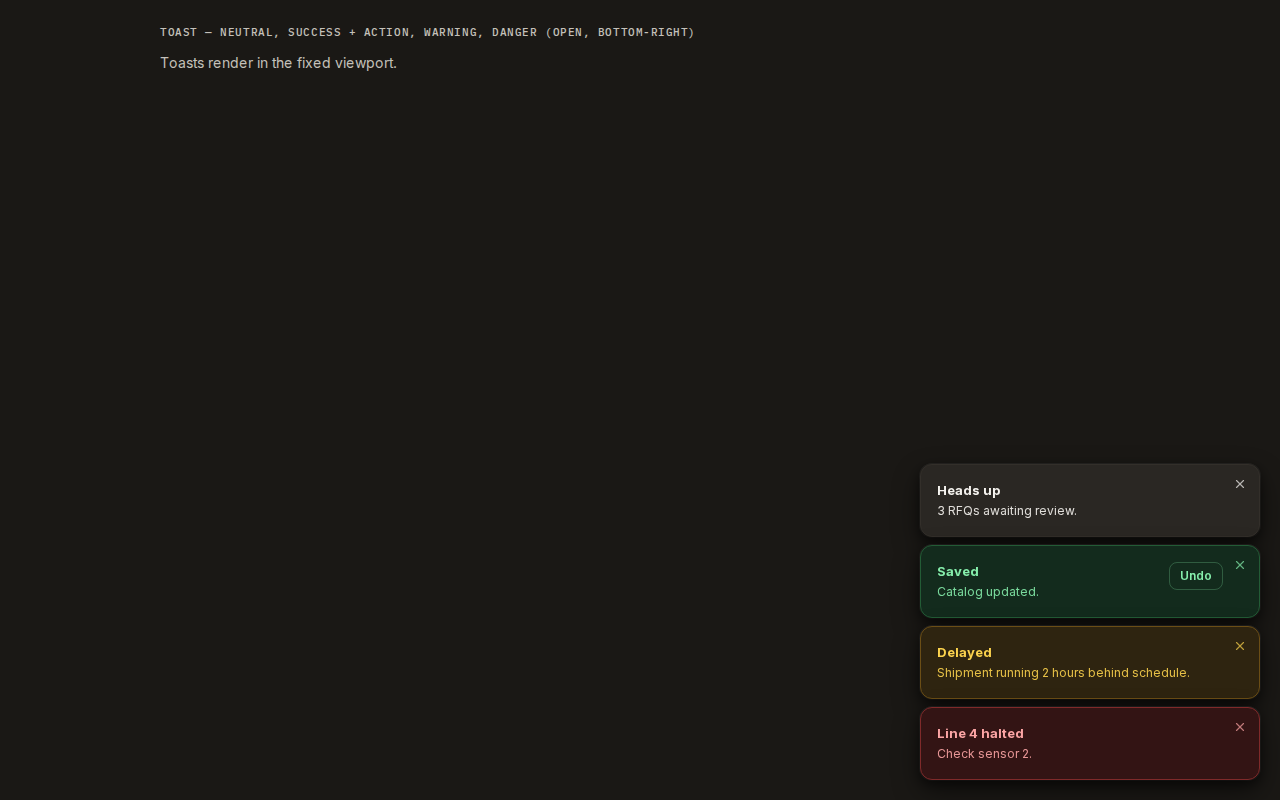 TOAST — NEUTRAL, SUCCESS + ACTION, WARNING, DANGER (OPEN, BOTTOM-RIGHT)
Toasts render in the fixed viewport.
Heads up
3 RFQs awaiting review.
Saved
Catalog updated.
Undo
Delayed
Shipment running 2 hours behind schedule.
Line 4 halted
Check sensor 2.